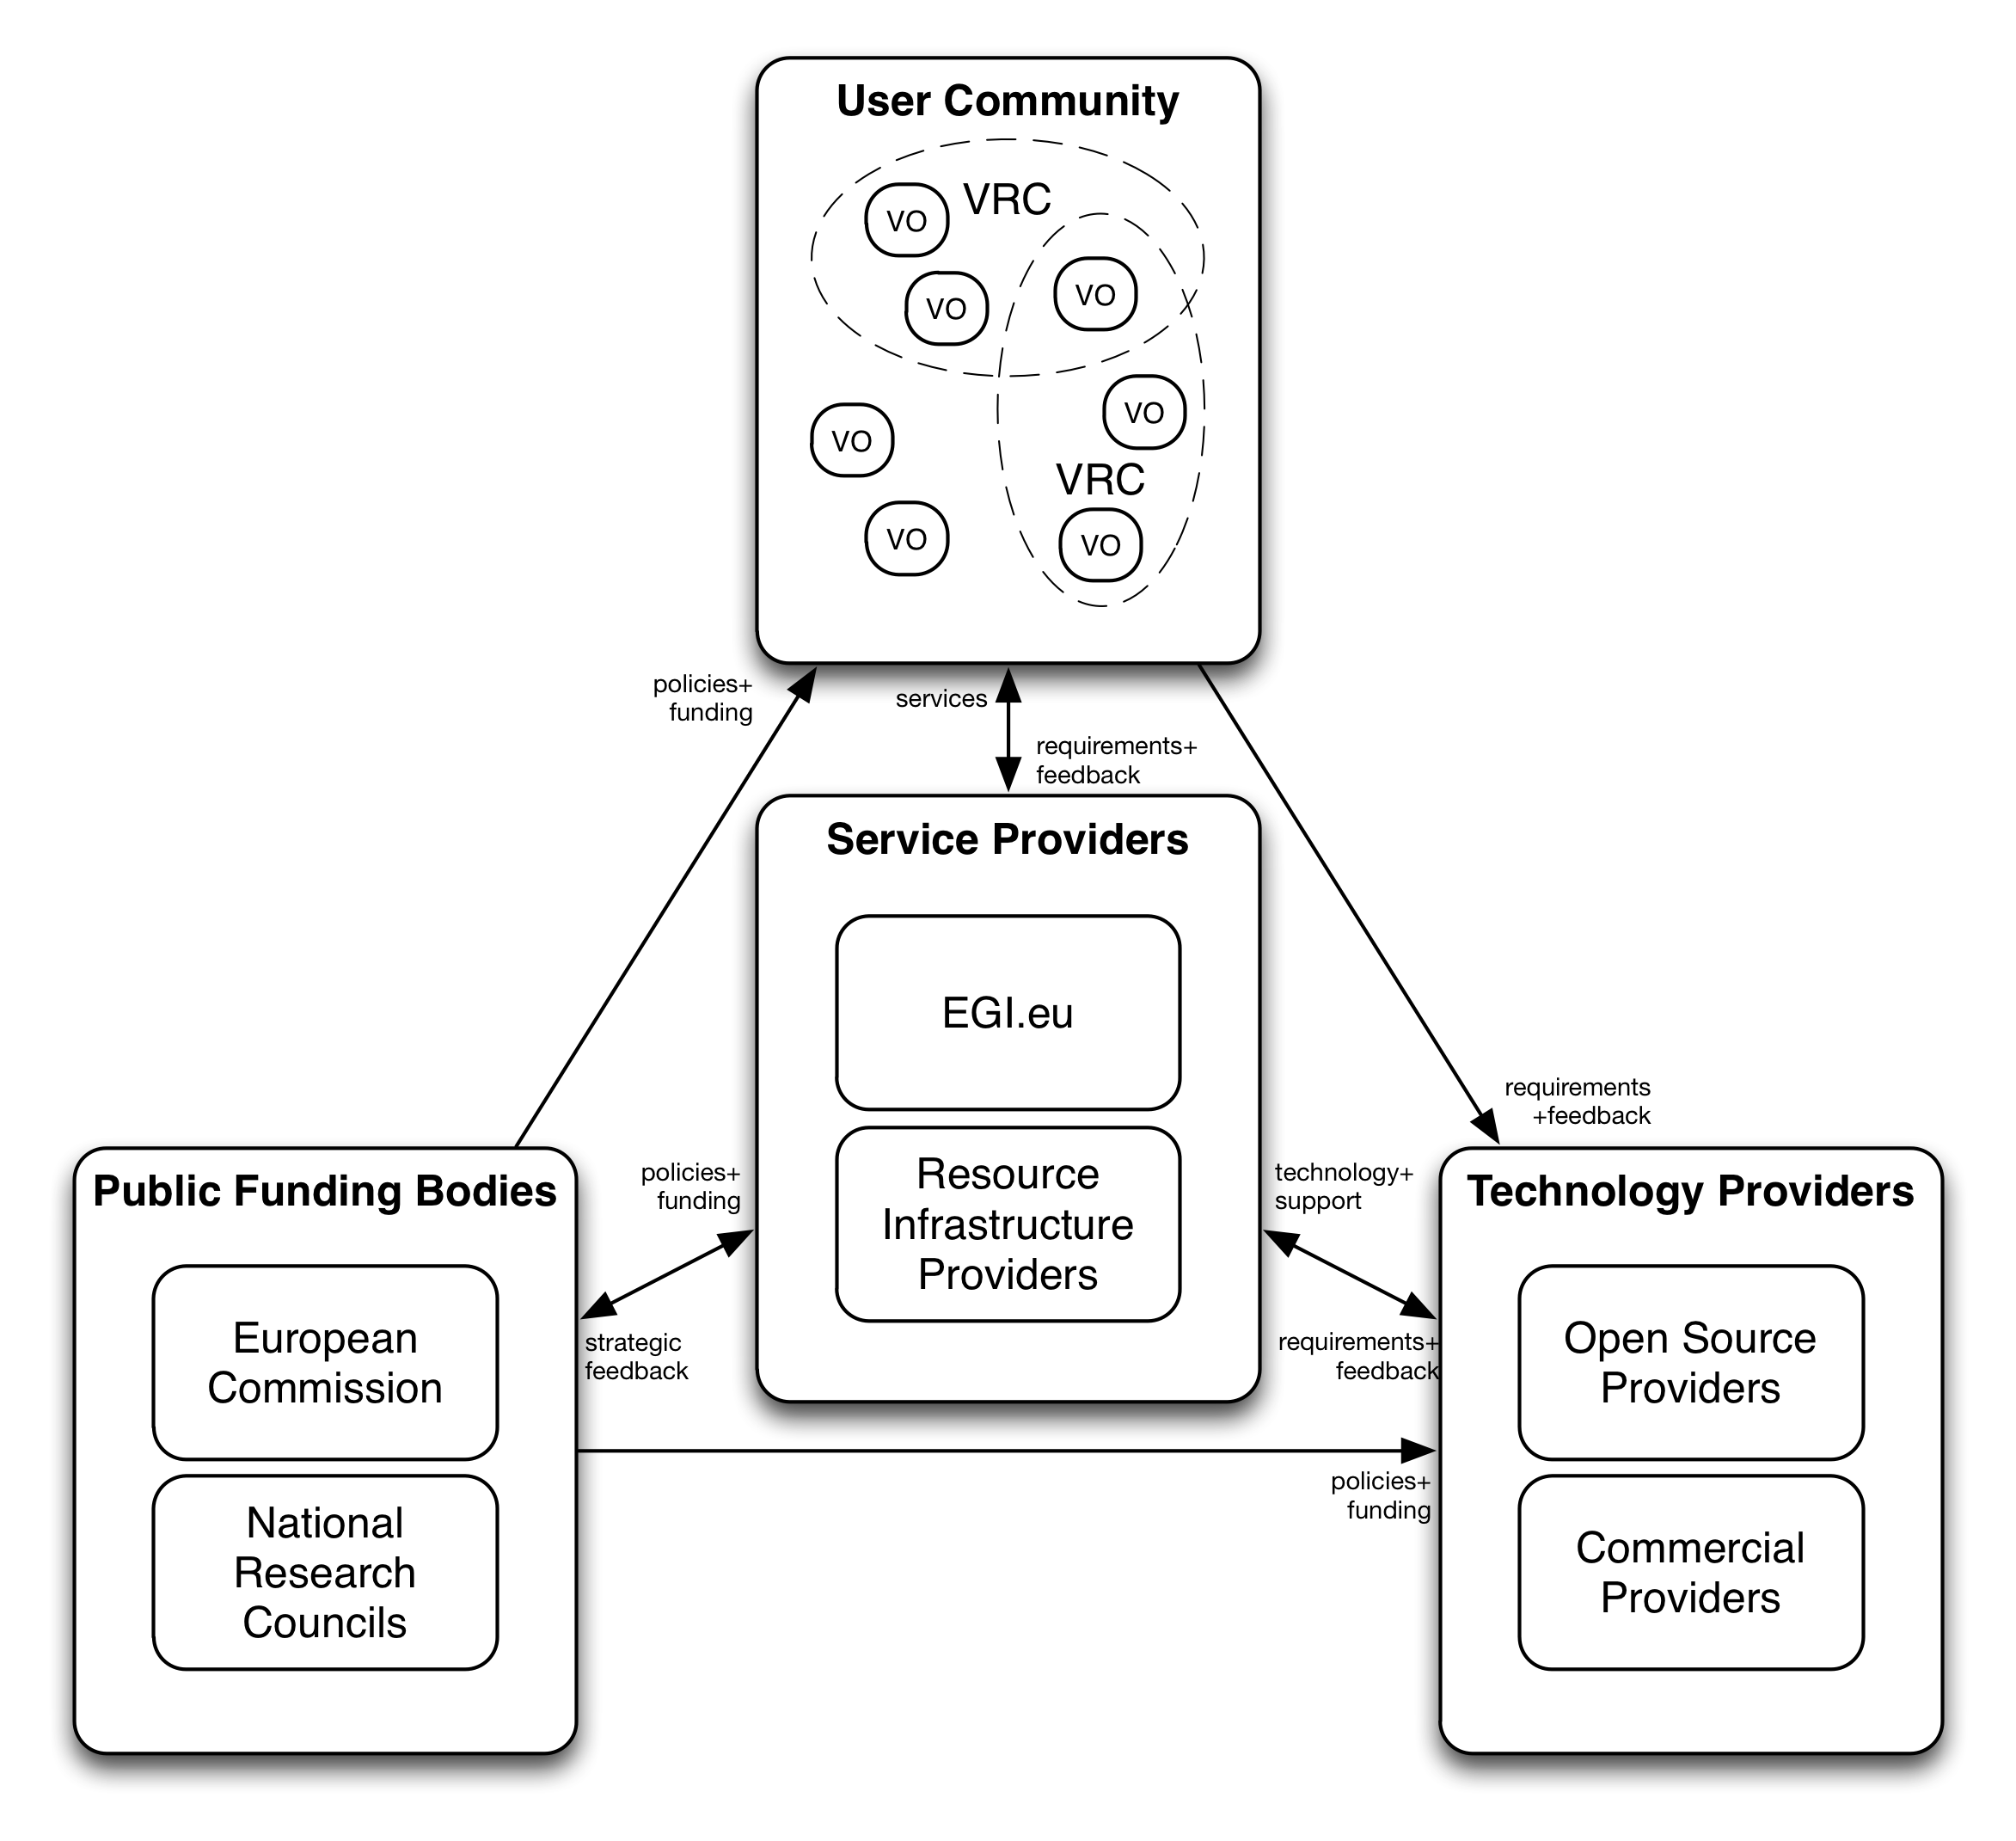 User Community
VRC
VO
VO
VO
VO
VO
VRC
VO
VO
policies+
funding
services
requirements+
feedback
Service Providers
EGI.eu
Resource
Infrastructure
Providers
requirements
+feedback
policies+
funding
technology+
support
strategic
feedback
requirements+
feedback
Public Funding Bodies
European
Commission
National
Research
Councils
policies+
funding
Technology Providers
Open Source
Providers
Commercial
Providers